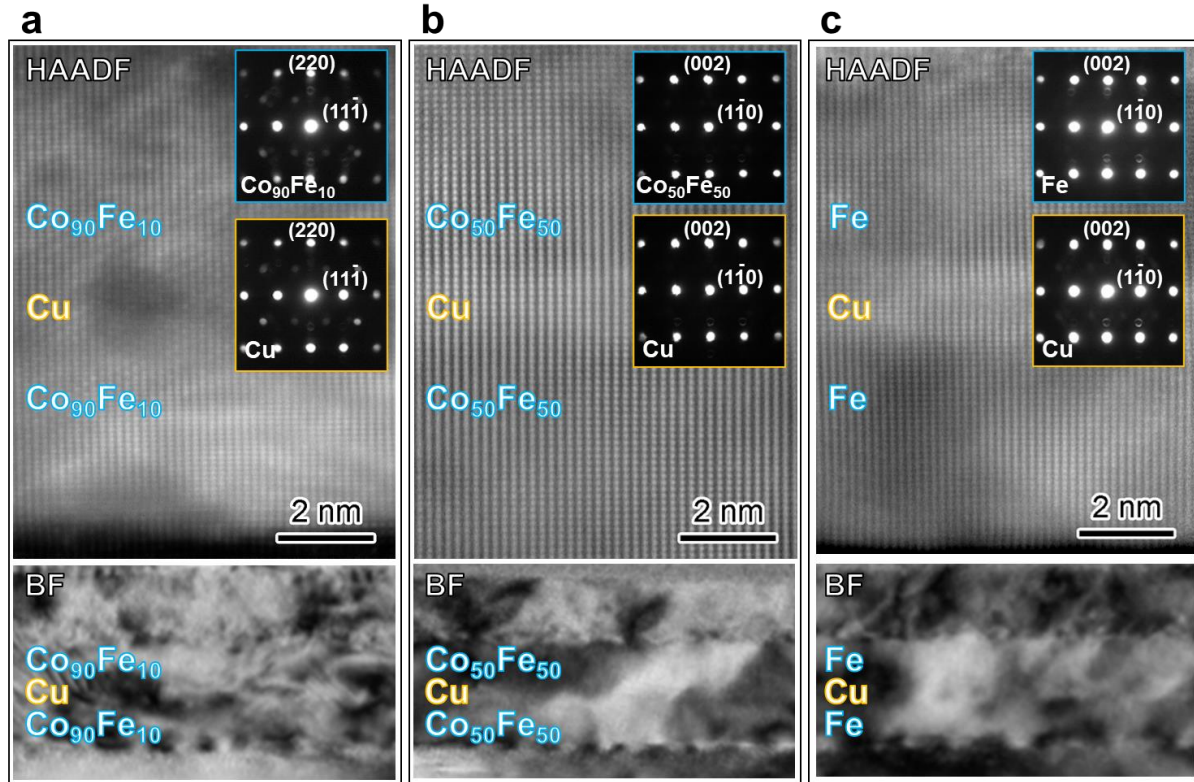 a
HAADF
(220)
(111̄)
Co₉₀Fe₁₀
Co₉₀Fe₁₀
(220)
(111̄)
Cu
Cu
Co₉₀Fe₁₀
2 nm
BF
Co₉₀Fe₁₀
Cu
Co₉₀Fe₁₀
b
HAADF
(002)
(11̄0)
Co₅₀Fe₅₀
Co₅₀Fe₅₀
(002)
(11̄0)
Cu
Cu
Co₅₀Fe₅₀
2 nm
BF
Co₅₀Fe₅₀
Cu
Co₅₀Fe₅₀
c
HAADF
(002)
(11̄0)
Fe
Fe
(002)
(11̄0)
Cu
Cu
Fe
2 nm
BF
Fe
Cu
Fe